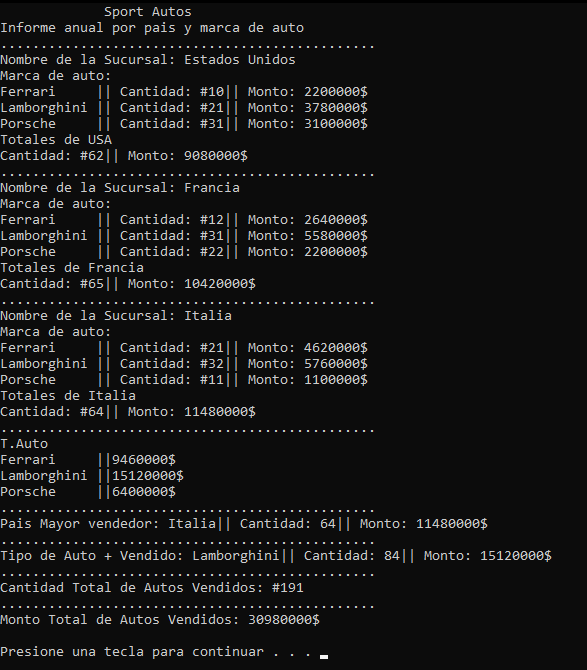 Sport Autos
Informe anual por pais y marca de auto
...............................................
Nombre de la Sucursal: Estados Unidos
Marca de auto:
Ferrari     || Cantidad: #10|| Monto: 2200000$
Lamborghini || Cantidad: #21|| Monto: 3780000$
Porsche     || Cantidad: #31|| Monto: 3100000$
Totales de USA
Cantidad: #62|| Monto: 9080000$
...............................................
Nombre de la Sucursal: Francia
Marca de auto:
Ferrari     || Cantidad: #12|| Monto: 2640000$
Lamborghini || Cantidad: #31|| Monto: 5580000$
Porsche     || Cantidad: #22|| Monto: 2200000$
Totales de Francia
Cantidad: #65|| Monto: 10420000$
...............................................
Nombre de la Sucursal: Italia
Marca de auto:
Ferrari     || Cantidad: #21|| Monto: 4620000$
Lamborghini || Cantidad: #32|| Monto: 5760000$
Porsche     || Cantidad: #11|| Monto: 1100000$
Totales de Italia
Cantidad: #64|| Monto: 11480000$
...............................................
T.Auto
Ferrari     ||9460000$
Lamborghini ||15120000$
Porsche     ||6400000$
...............................................
Pais Mayor vendedor: Italia|| Cantidad: 64|| Monto: 11480000$
...............................................
Tipo de Auto + Vendido: Lamborghini|| Cantidad: 84|| Monto: 15120000$
...............................................
Cantidad Total de Autos Vendidos: #191
...............................................
Monto Total de Autos Vendidos: 30980000$
Presione una tecla para continuar . . .